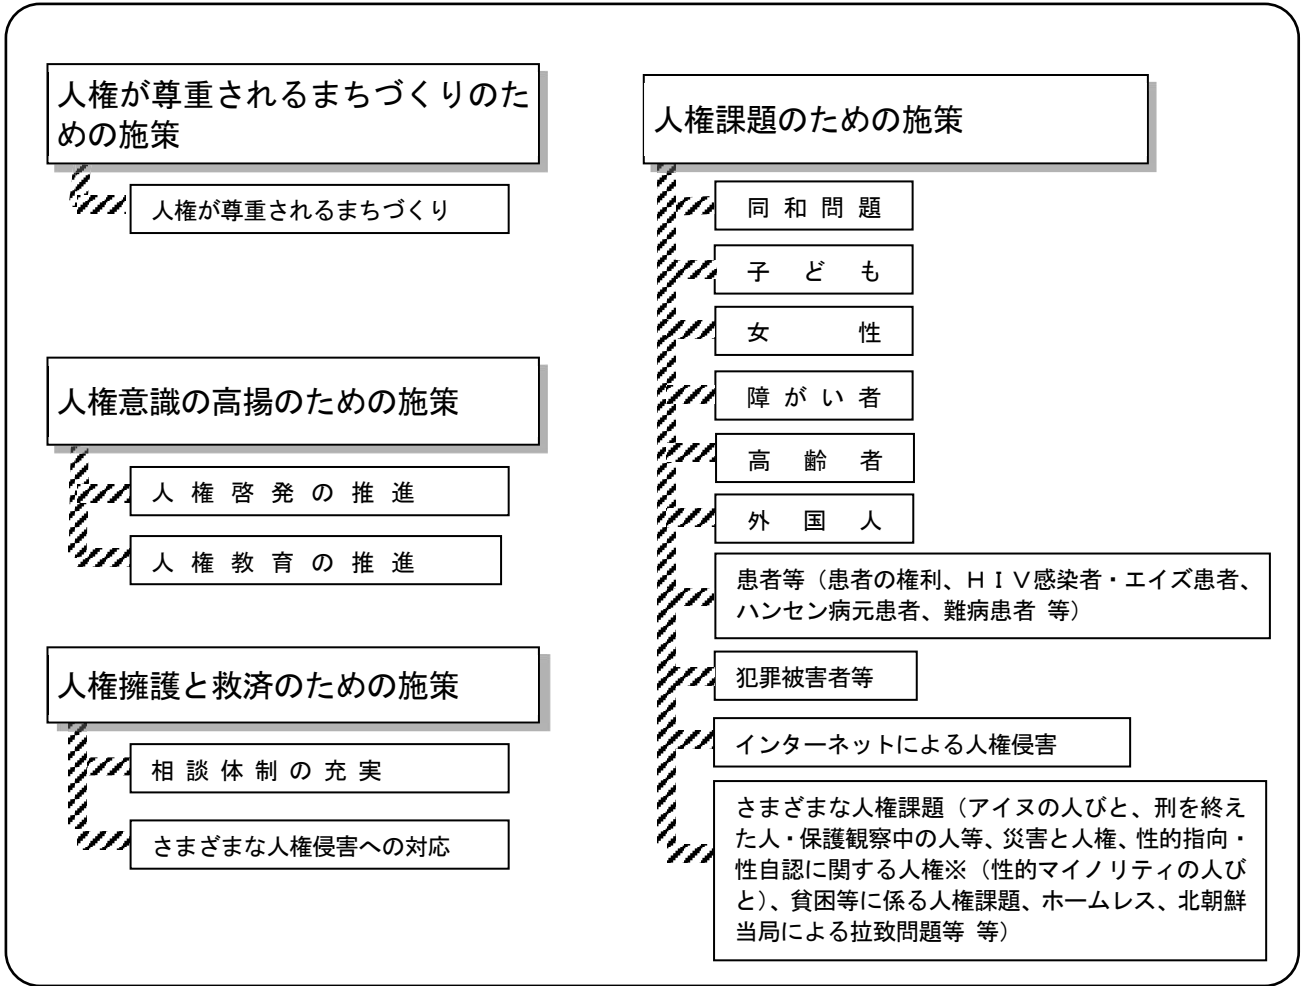 人権が尊重されるまちづくりのた
めの施策
人権が尊重されるまちづくり
人権意識の高揚のための施策
人権啓発の推進
人権教育の推進
人権擁護と救済のための施策
相談体制の充実
さまざまな人権侵害への対応
人権課題のための施策
同和問題
子ども
女性
障がい者
高齢者
外国人
患者等（患者の権利、ＨＩＶ感染者・エイズ患者、
ハンセン病元患者、難病患者 等）
犯罪被害者等
インターネットによる人権侵害
さまざまな人権課題（アイヌの人びと、刑を終え
た人・保護観察中の人等、災害と人権、性的指向・
性自認に関する人権※（性的マイノリティの人び
と）、貧困等に係る人権課題、ホームレス、北朝鮮
当局による拉致問題等 等）